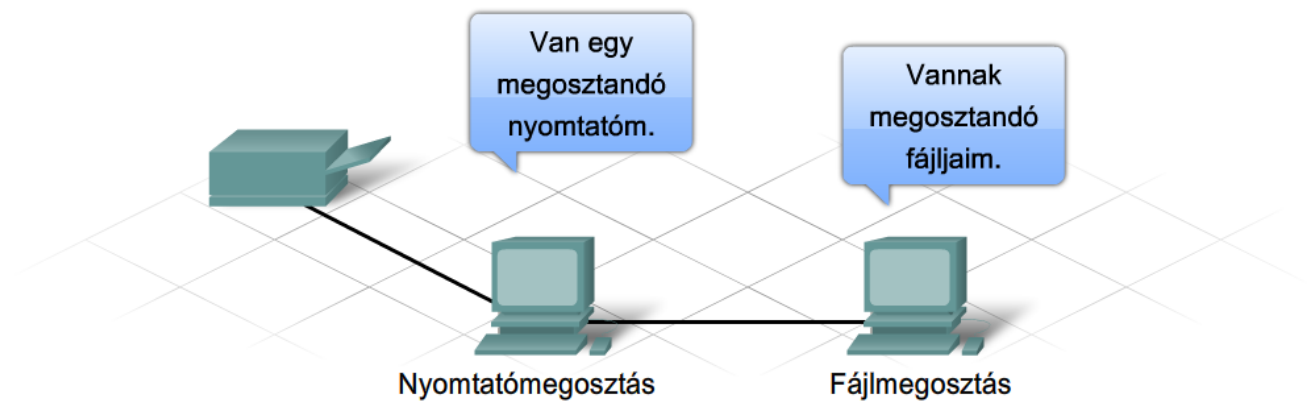 Van egy
megosztandó
nyomtatóm.
Vannak
megosztandó
fájljaim.
Nyomtatómegosztás
Fájlmegosztás